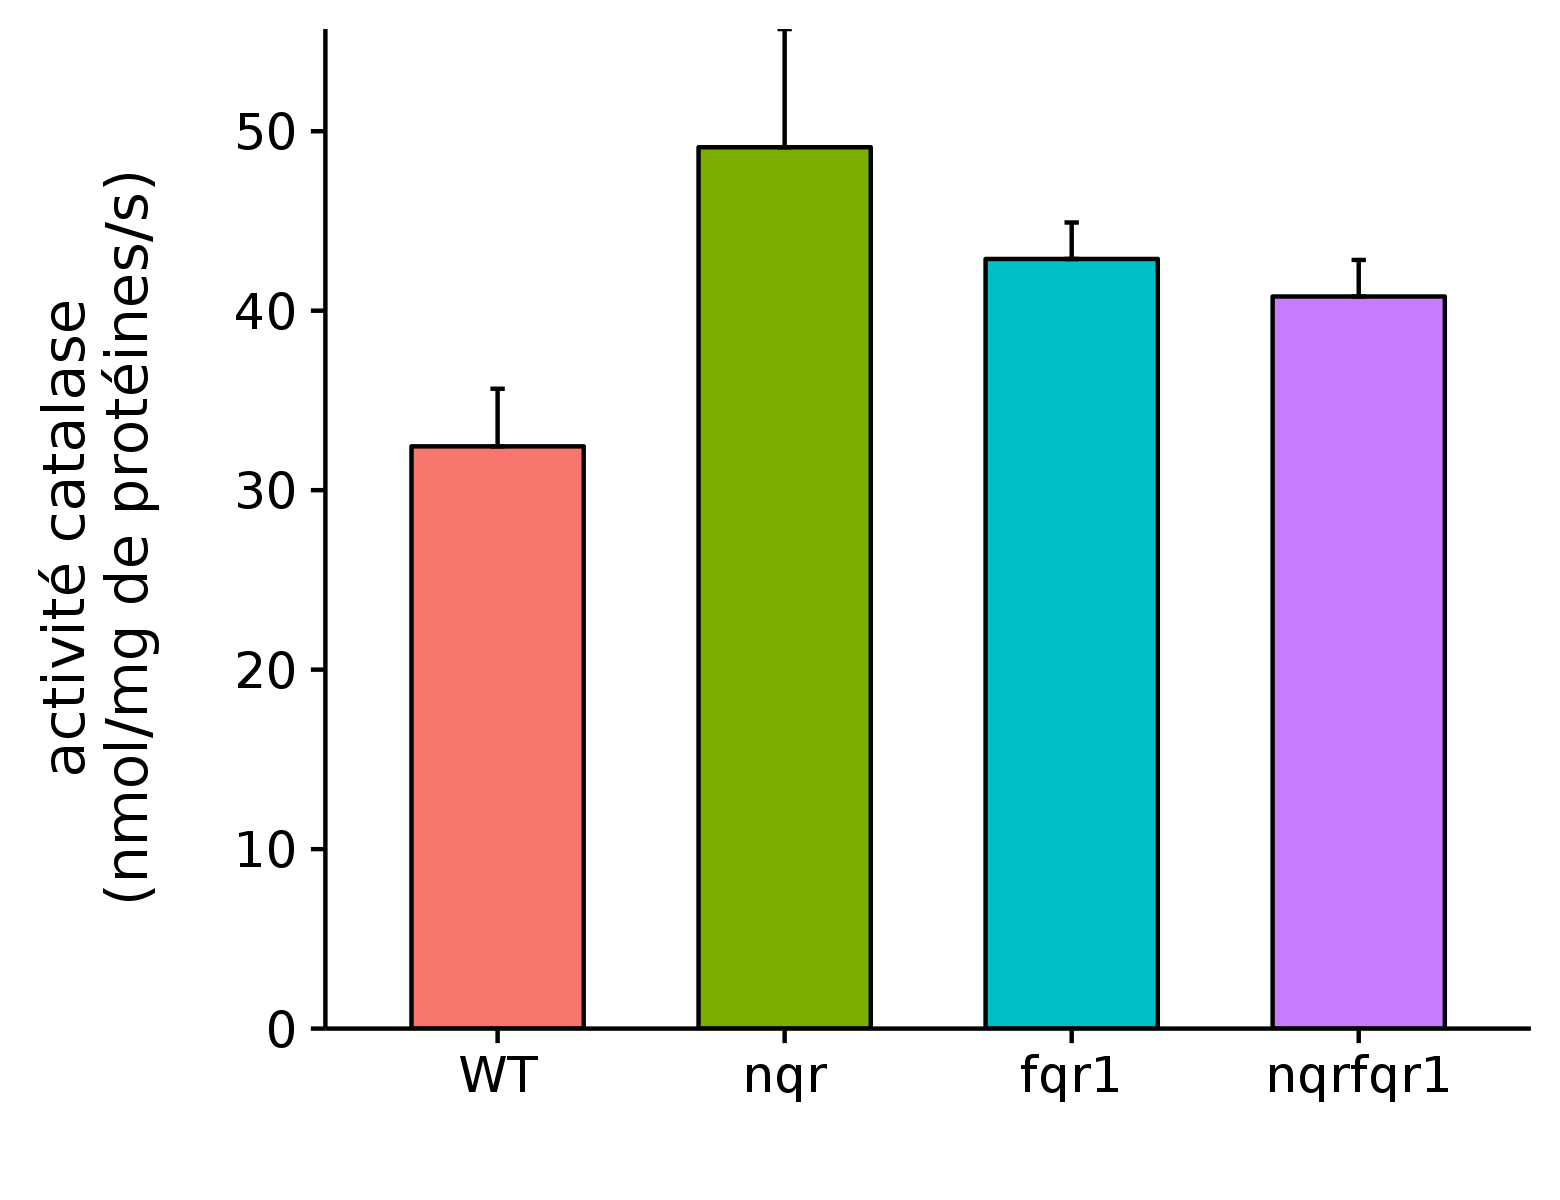 activité catalase
(nmol/mg de protéines/s)
50
40
30
20
10
0
WT
nqr
fqr1
nqrfqr1